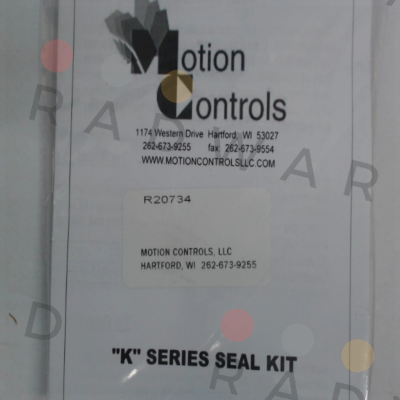 Motion
Controls
1174 Western Drive Hartford, WI 53027
262-673-9255 fax 262-673-9554
WWW.MOTIONCONTROLSLLC.COM
R20734
MOTION CONTROLS, LLC
HARTFORD, WI 262-673-9255
"K" SERIES SEAL KIT